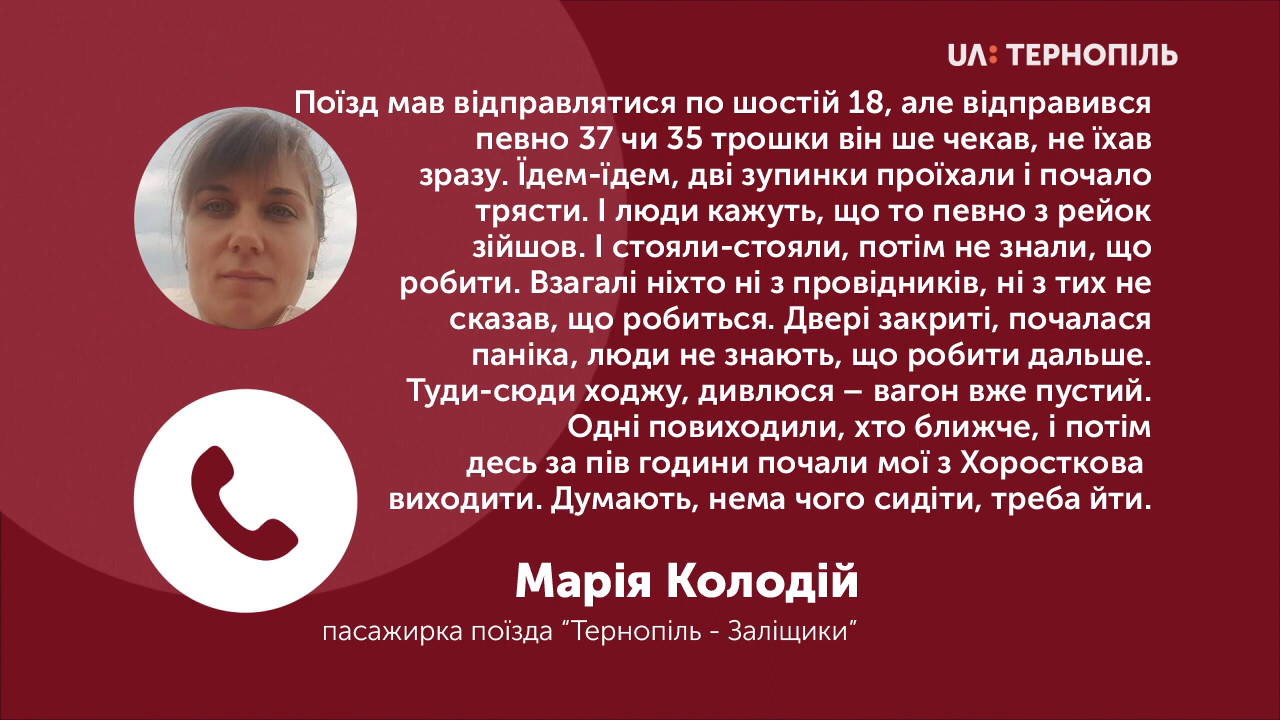 UA: ТЕРНОПІЛЬ
Поїзд мав відправлятися по шостій 18, але відправився
певно 37 чи 35 трошки він ше чекав, не їхав
зразу. Їдем-їдем, дві зупинки проїхали і почало
трясти. І люди кажуть, що то певно з рейок
зійшов. І стояли-стояли, потім не знали, що
робити. Взагалі ніхто ні з провідників, ні з тих не
сказав, що робиться. Двері закриті, почалася
паніка, люди не знають, що робити дальше.
Туди-сюди ходжу, дивлюся – вагон вже пустий.
Одні повиходили, хто ближче, і потім
десь за пів години почали мої з Хоросткова
виходити. Думають, нема чого сидіти, треба йти.
Марія Колодій
пасажирка поїзда “Тернопіль - Заліщики”